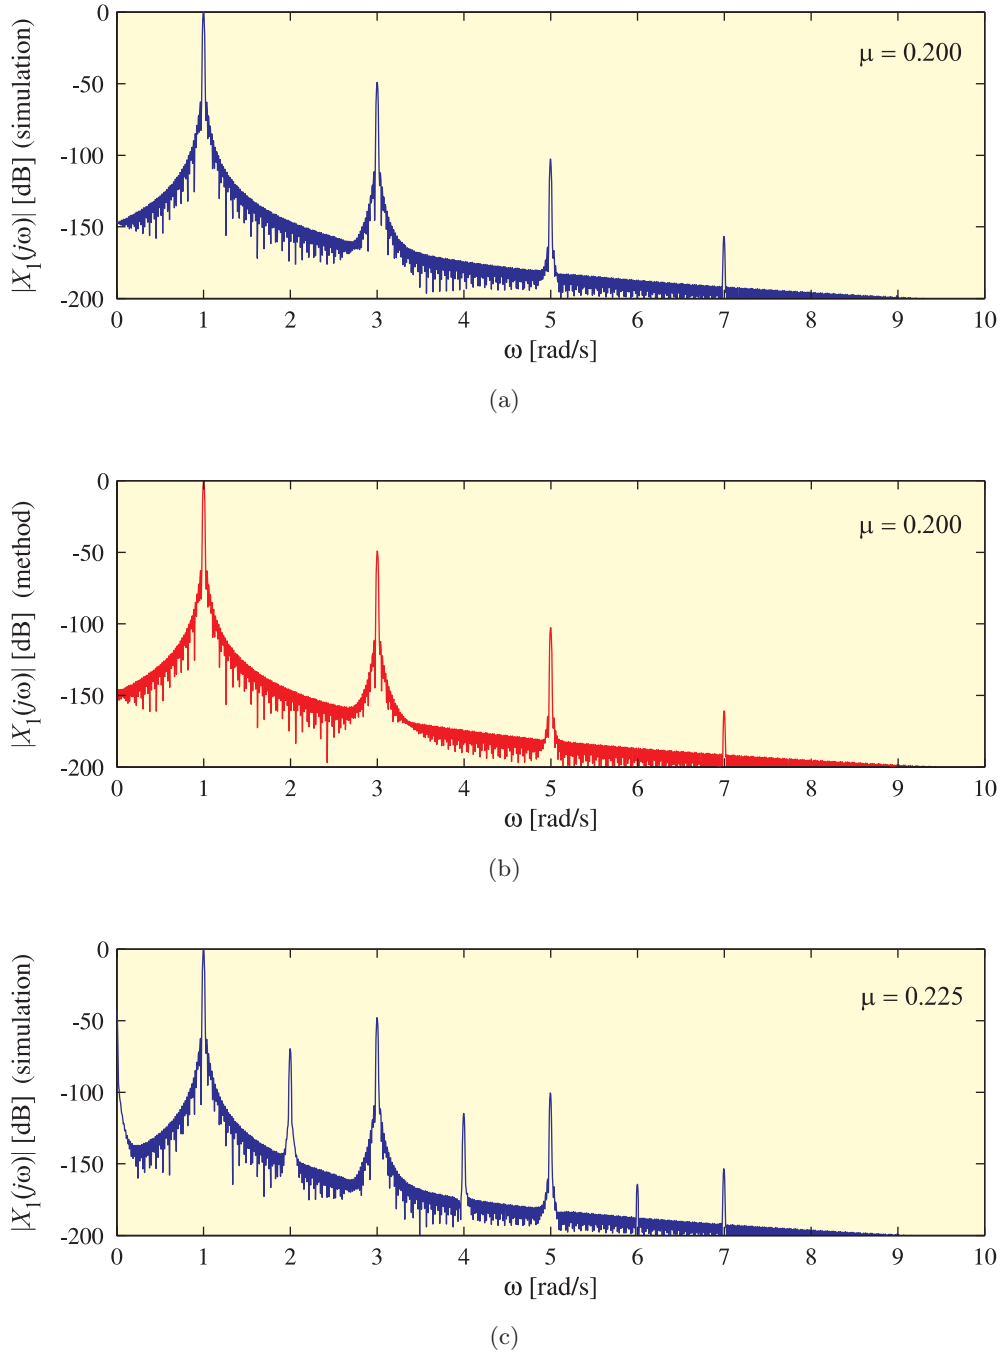 0
-50
-100
-150
-200
|X₁(jω)| [dB] (simulation)
μ = 0.200
0 1 2 3 4 5 6 7 8 9 10
ω [rad/s]
(a)
0
-50
-100
-150
-200
|X₁(jω)| [dB] (method)
μ = 0.200
0 1 2 3 4 5 6 7 8 9 10
ω [rad/s]
(b)
0
-50
-100
-150
-200
|X₁(jω)| [dB] (simulation)
μ = 0.225
0 1 2 3 4 5 6 7 8 9 10
ω [rad/s]
(c)